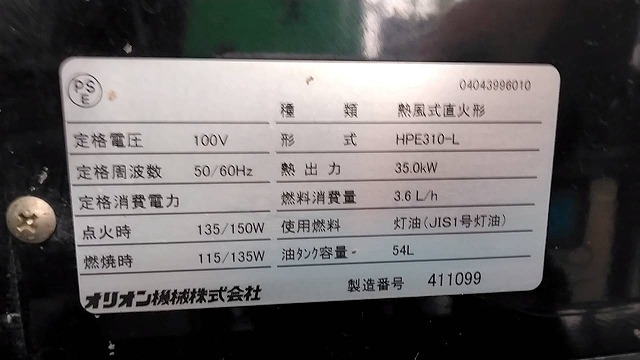 PS
E
04043996010
種類 熱風式直火形
定格電圧 100V
形式 HPE310-L
定格周波数 50/60Hz
熱出力 35.0kW
定格消費電力
燃料消費量 3.6 L/h
点火時 135/150W
使用燃料 灯油(JIS1号灯油)
燃焼時 115/135W
油タンク容量 54L
オリオン機械株式会社
製造番号 411099